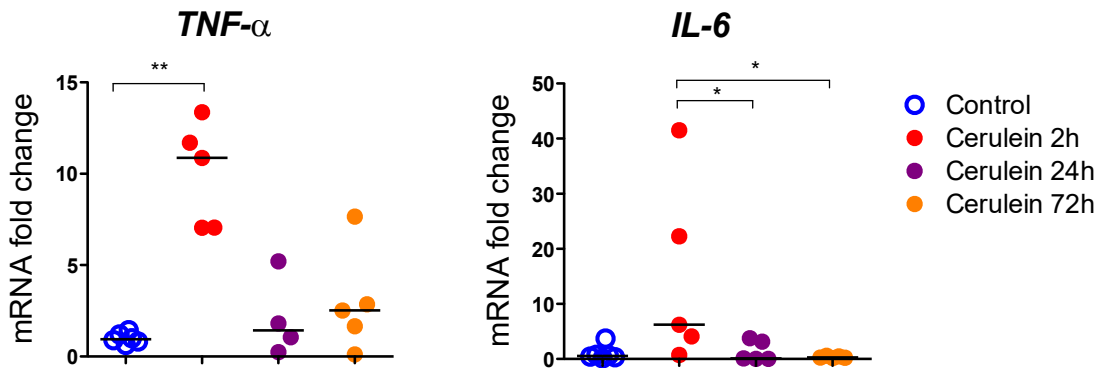 TNF-α
IL-6
**
*
*
mRNA fold change
15
10
5
0
mRNA fold change
50
40
30
20
10
0
Control
Cerulein 2h
Cerulein 24h
Cerulein 72h